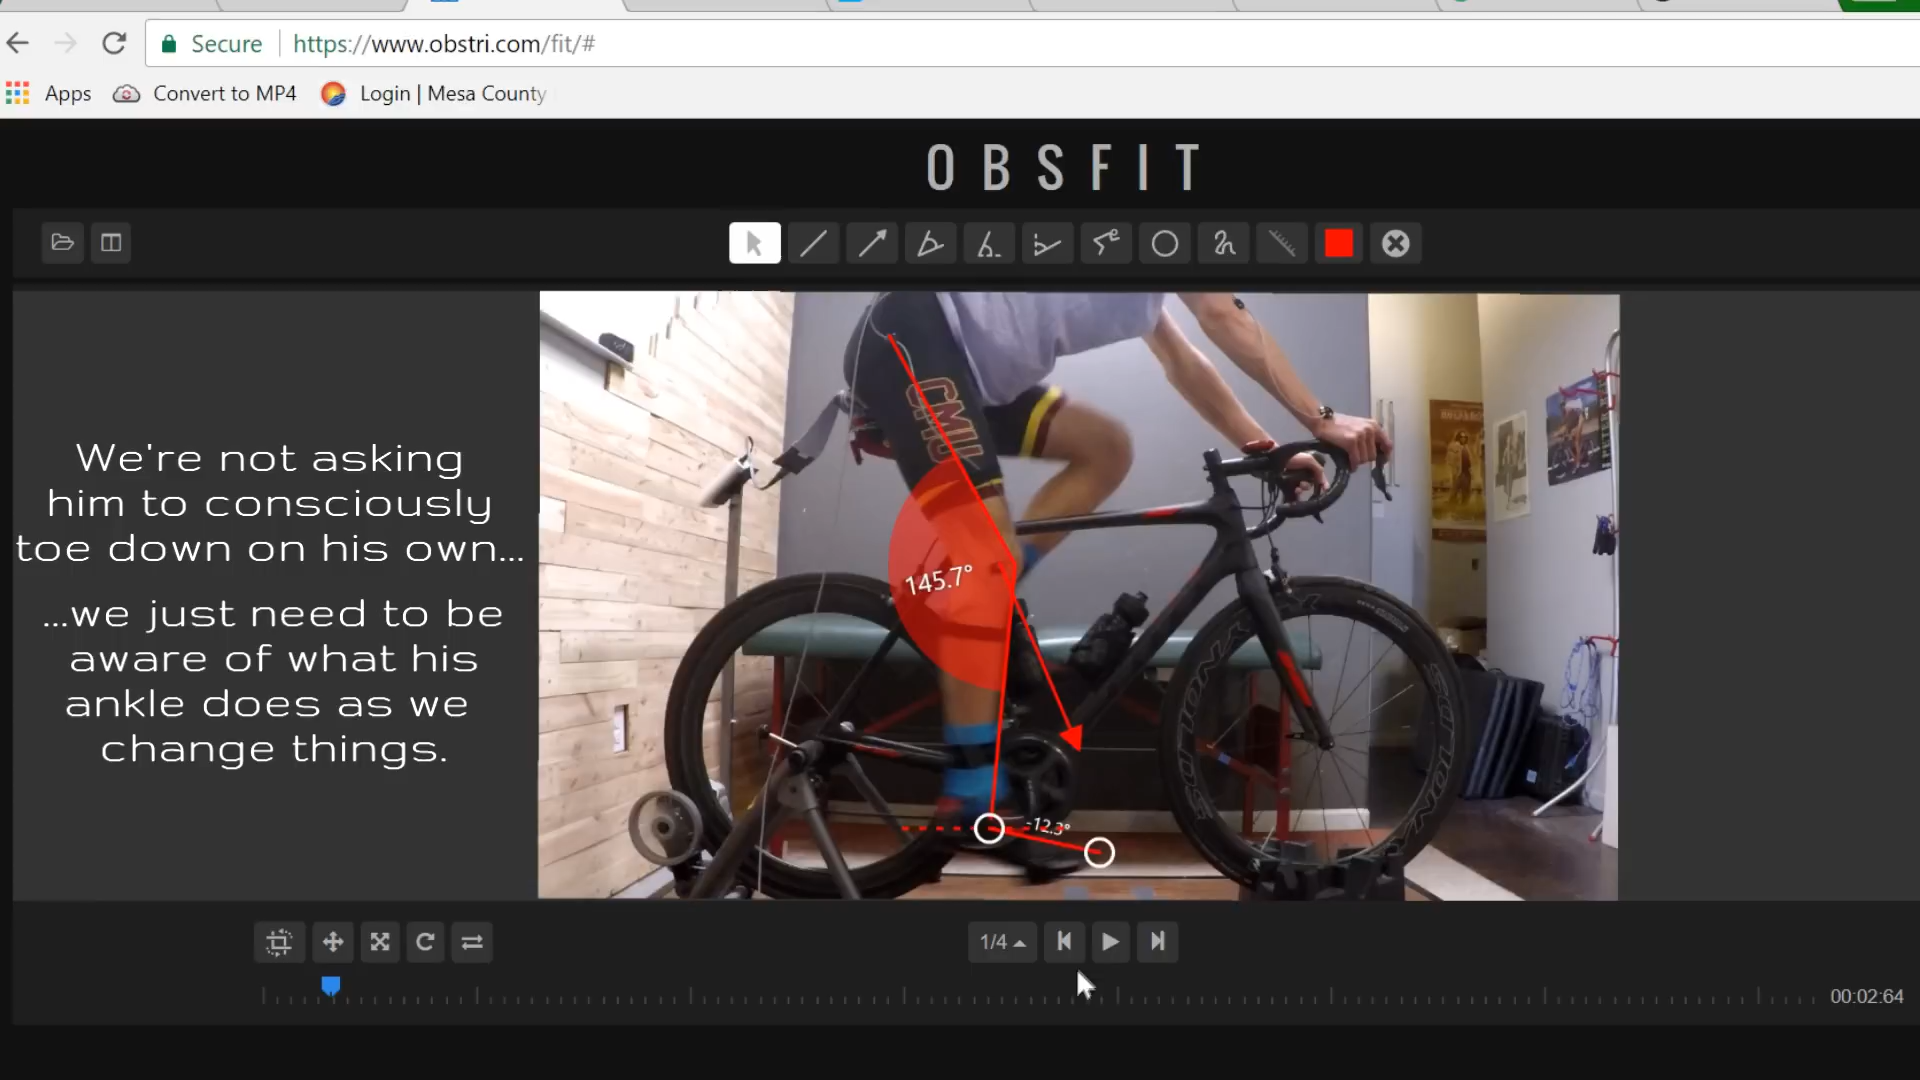 Secure
https://www.obstri.com/fit/#
Apps
Convert to MP4
Login | Mesa County
OBSFIT
We're not asking
him to consciously
toe down on his own...
...we just need to be
aware of what his
ankle does as we
change things.
CMU
145.7°
-12.3°
1/4
00:02:64